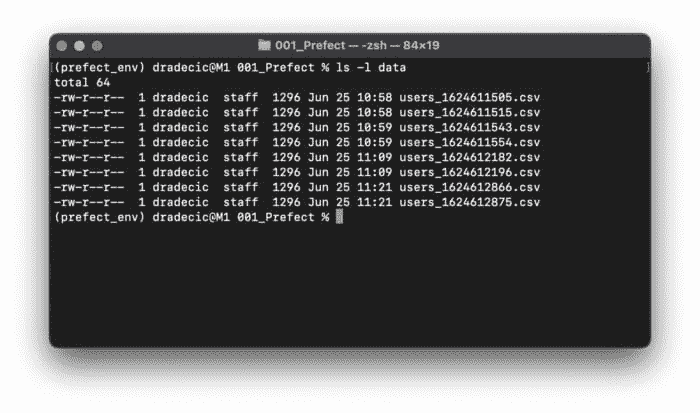 001_Prefect — -zsh — 84×19
(prefect_env) dradecic@M1 001_Prefect % ls -l data
total 64
-rw-r--r-- 1 dradecic staff 1296 Jun 25 10:58 users_1624611505.csv
-rw-r--r-- 1 dradecic staff 1296 Jun 25 10:58 users_1624611515.csv
-rw-r--r-- 1 dradecic staff 1296 Jun 25 10:59 users_1624611543.csv
-rw-r--r-- 1 dradecic staff 1296 Jun 25 10:59 users_1624611554.csv
-rw-r--r-- 1 dradecic staff 1296 Jun 25 11:09 users_1624612182.csv
-rw-r--r-- 1 dradecic staff 1296 Jun 25 11:09 users_1624612196.csv
-rw-r--r-- 1 dradecic staff 1296 Jun 25 11:21 users_1624612866.csv
-rw-r--r-- 1 dradecic staff 1296 Jun 25 11:21 users_1624612875.csv
(prefect_env) dradecic@M1 001_Prefect %